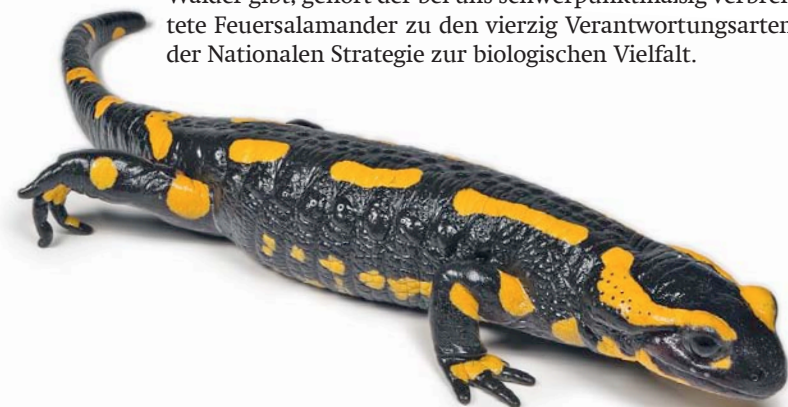 Wälder gibt, gehört der bei uns schwerpunktmäßig verbrei-
tete Feuersalamander zu den vierzig Verantwortungsarten
der Nationalen Strategie zur biologischen Vielfalt.